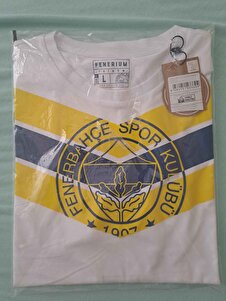 FENERIUM
L
FENERBAHÇE SPOR KULÜBÜ
1907